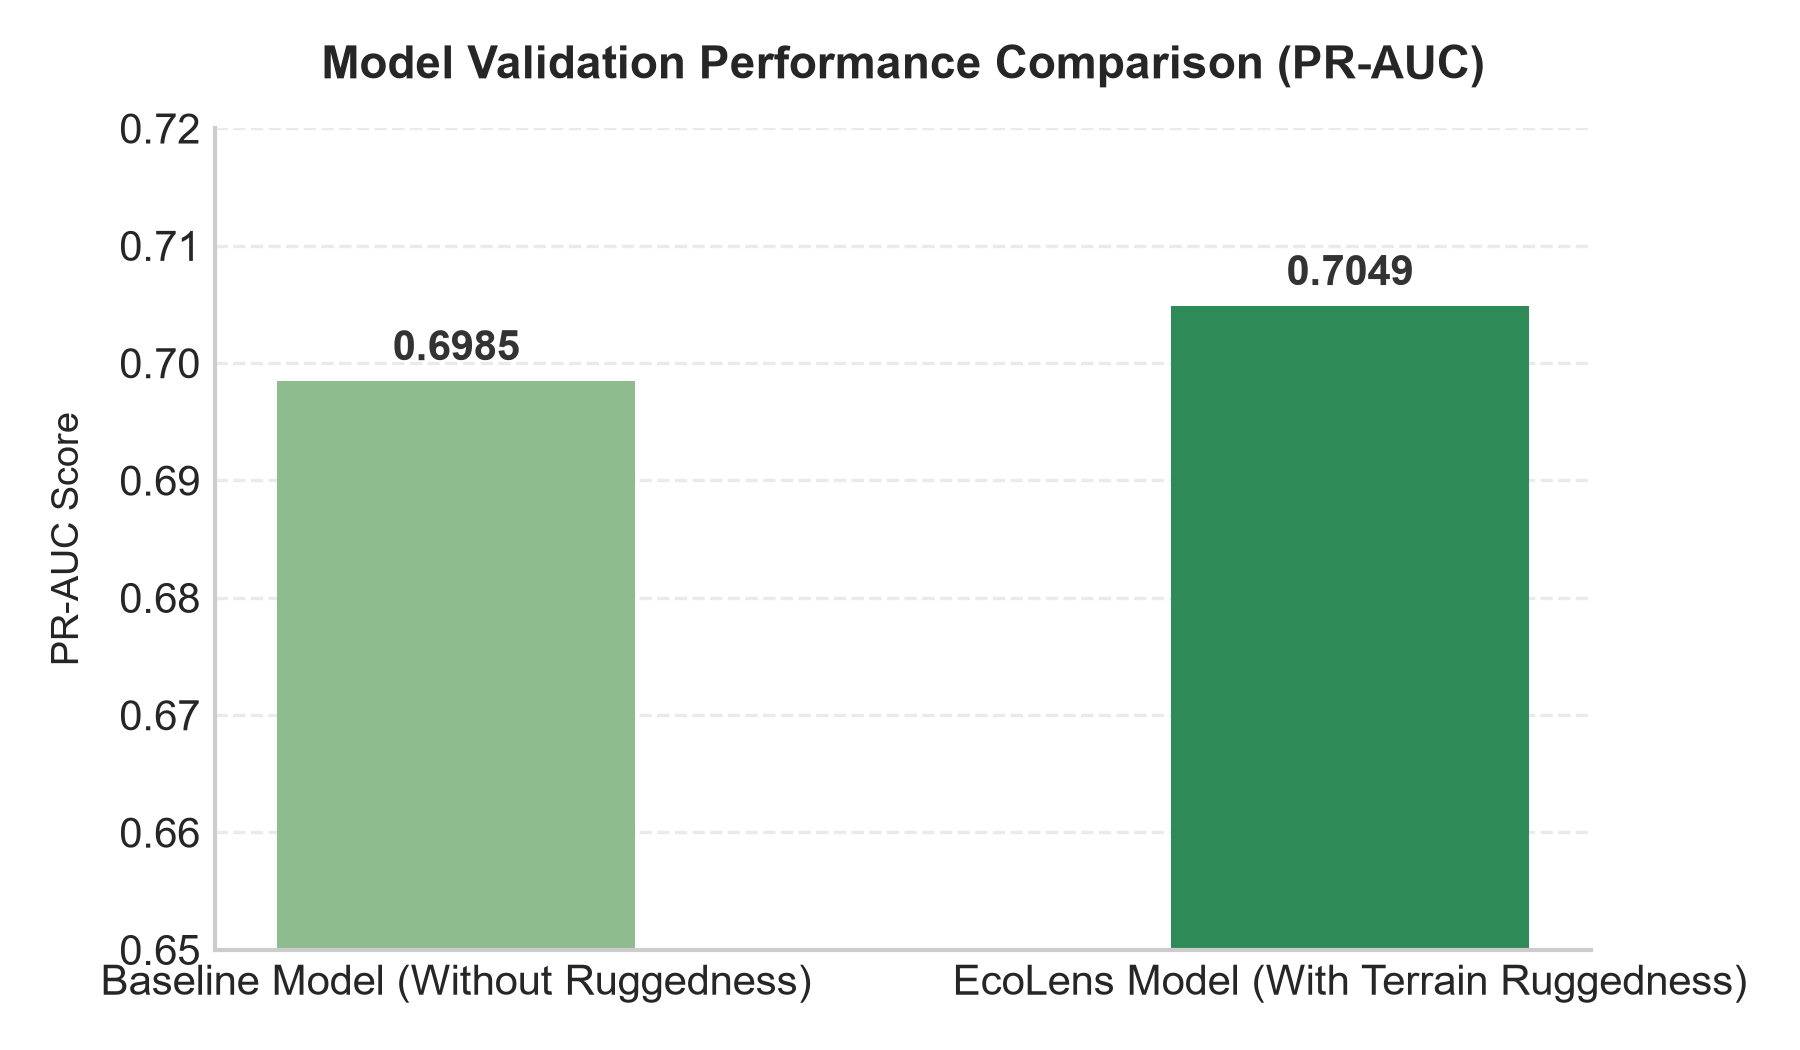 Model Validation Performance Comparison (PR-AUC)
0.72
0.71
0.7049
0.6985
0.70
0.69
0.68
0.67
0.66
0.65
PR-AUC Score
Baseline Model (Without Ruggedness)
EcoLens Model (With Terrain Ruggedness)